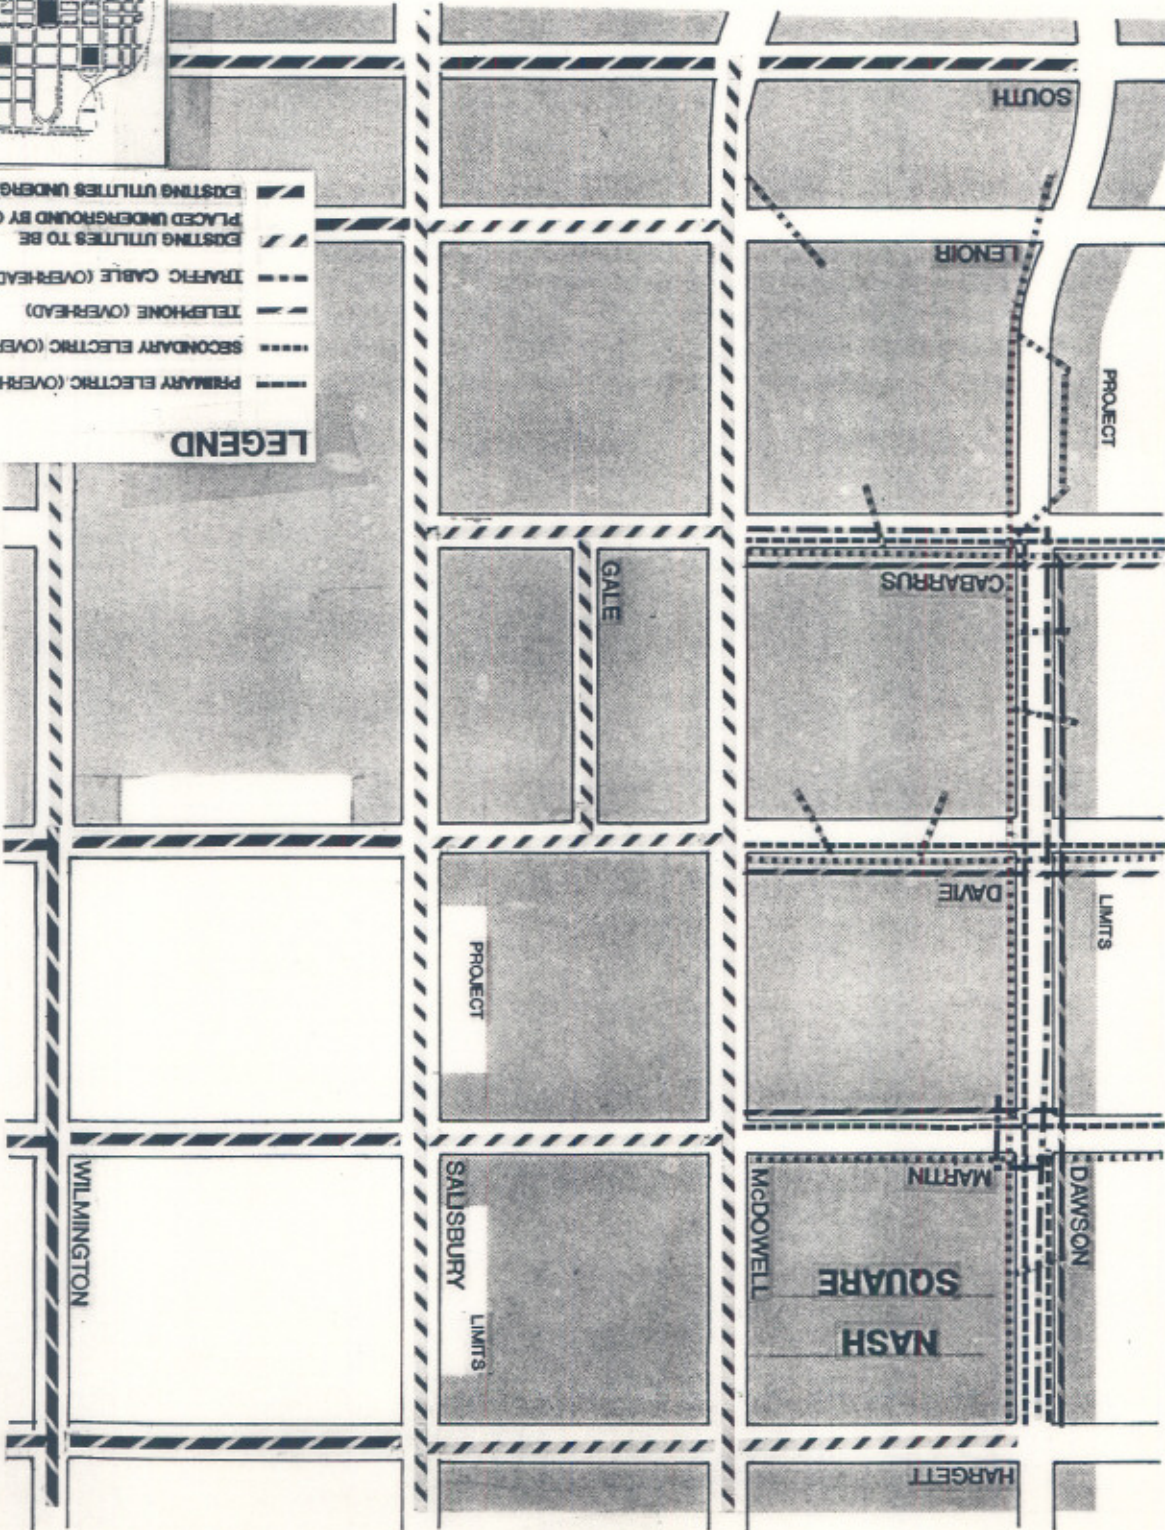 HARGETT
NASH
SQUARE
DAWSON
McDOWELL
SALISBURY
LIMITS
WILMINGTON
MARTIN
LIMITS
PROJECT
DAVIE
CABARRUS
GALE
PROJECT
LENOIR
SOUTH
LEGEND
PRIMARY ELECTRIC (OVERH
SECONDARY ELECTRIC (OVE
TELEPHONE (OVERHEAD)
TRAFFIC CABLE (OVERHEAD
EXISTING UTILITIES TO BE
PLACED UNDERGROUND BY
EXISTING UTILITIES UNDERG